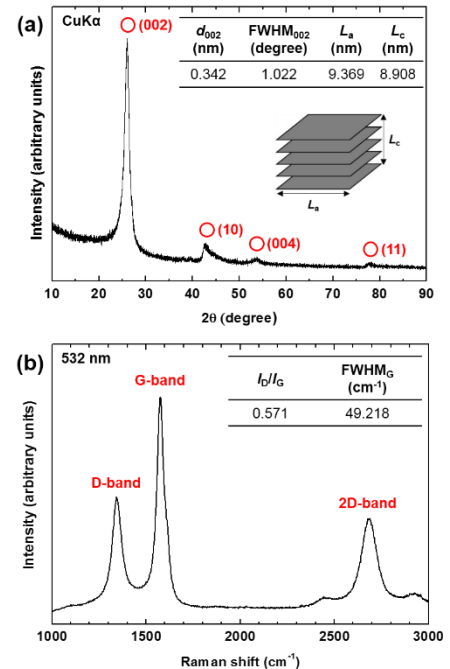 (a)
CuKα
(002)
d002 (nm) FWHM002 (degree) La (nm) Lc (nm)
0.342 1.022 9.369 8.908
Lc
La
(10)
(004)
(11)
Intensity (arbitrary units)
10 20 30 40 50 60 70 80 90
2θ (degree)
(b)
532 nm
G-band
ID/IG FWHMG (cm-1)
0.571 49.218
D-band
2D-band
Intensity (arbitrary units)
1000 1500 2000 2500 3000
Raman shift (cm-1)